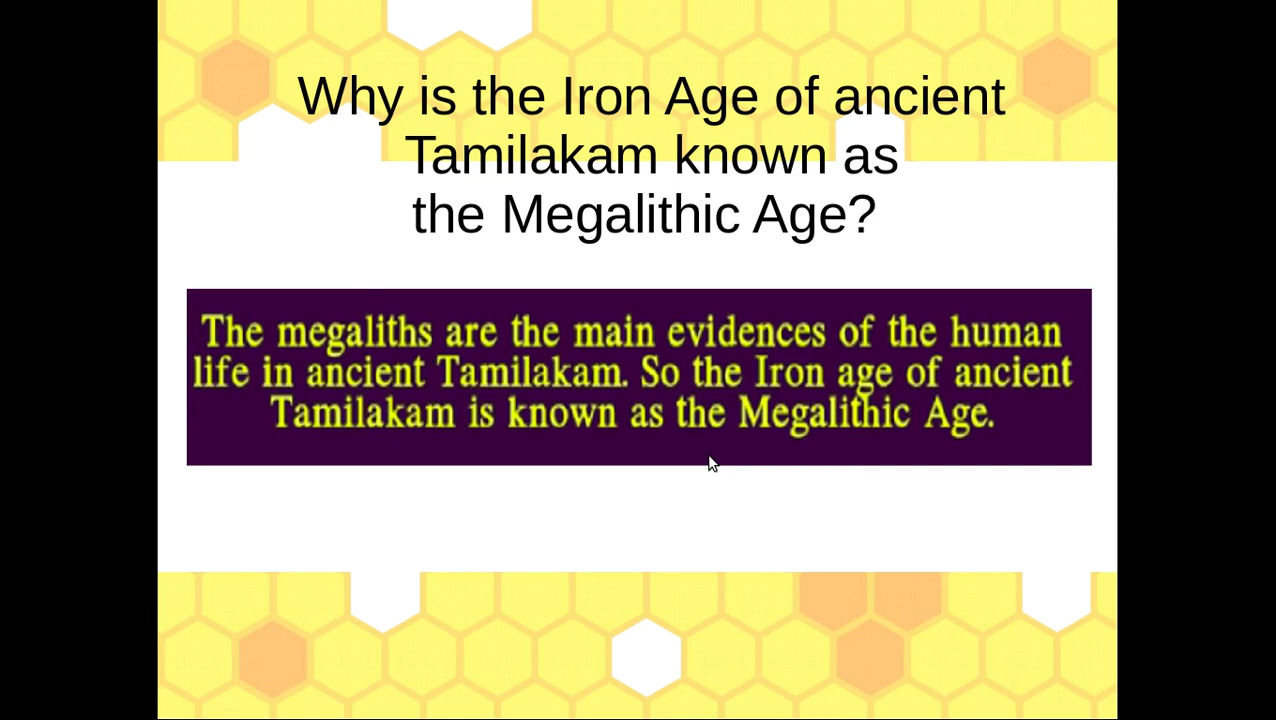 Why is the Iron Age of ancient
Tamilakam known as
the Megalithic Age?
The megaliths are the main evidences of the human
life in ancient Tamilakam. So the Iron age of ancient
Tamilakam is known as the Megalithic Age.